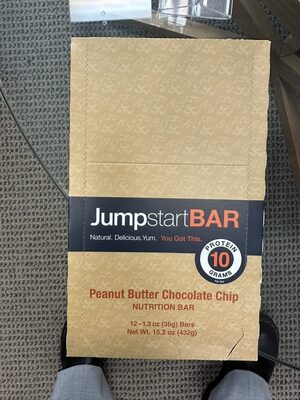 JumpstartBAR
Natural. Delicious. Yum. You Got This.
PROTEIN
10
GRAMS
Peanut Butter Chocolate Chip
NUTRITION BAR
12 - 1.3 oz (36g) Bars
Net Wt. 15.2 oz (432g)